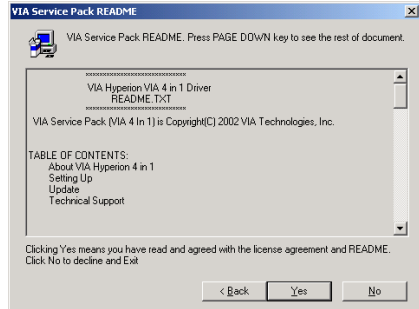 VIA Service Pack README
VIA Service Pack README. Press PAGE DOWN key to see the rest of document.
××××××××××××××××××××××××××××
VIA Hyperion VIA 4 in 1 Driver
README.TXT
××××××××××××××××××××××××××××
VIA Service Pack (VIA 4 In 1) is Copyright(C) 2002 VIA Technologies, Inc.
TABLE OF CONTENTS:
About VIA Hyperion 4 in 1
Setting Up
Update
Technical Support
Clicking Yes means you have read and agreed with the license agreement and README.
Click No to decline and Exit
< Back
Yes
No